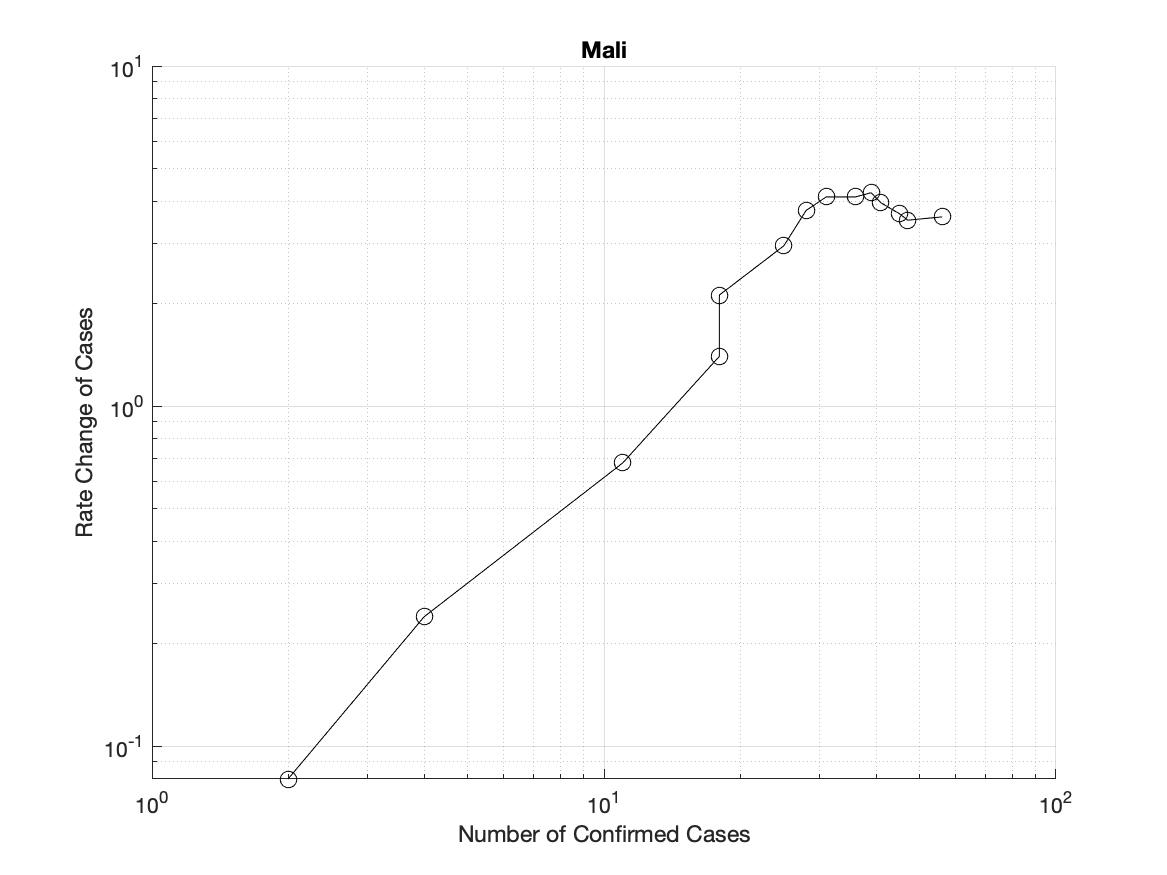 Mali
10^1
10^0
10^-1
Rate Change of Cases
10^0 10^1 10^2
Number of Confirmed Cases